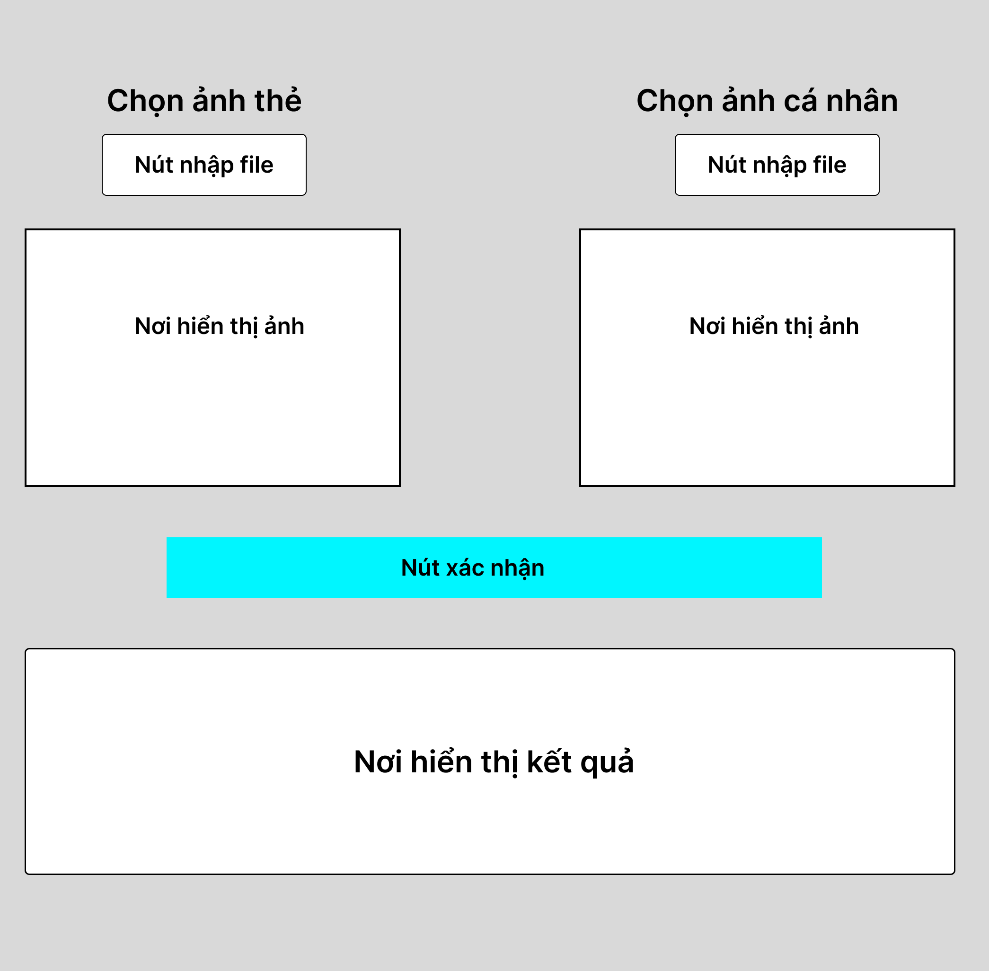 Chọn ảnh thẻ
Chọn ảnh cá nhân
Nút nhập file
Nút nhập file
Nơi hiển thị ảnh
Nơi hiển thị ảnh
Nút xác nhận
Nơi hiển thị kết quả